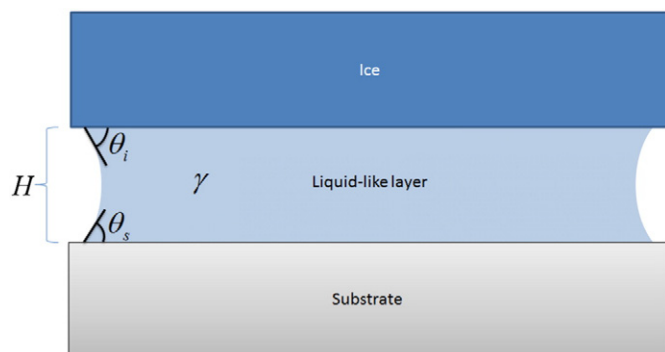 Ice
θi
H
γ
Liquid-like layer
θs
Substrate